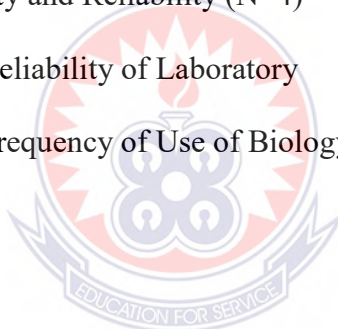 y and Reliability (N 4)
eliability of Laboratory
requency of Use of Biology
EDUCATION FOR SERVICE